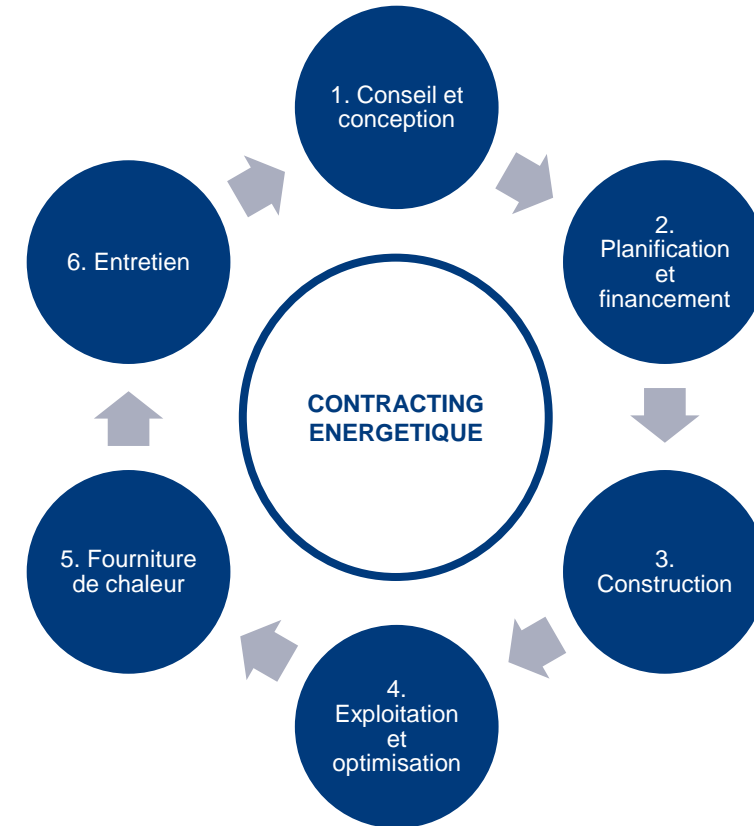 1. Conseil et
conception
2.
Planification
et
financement
3.
Construction
4.
Exploitation
et
optimisation
5. Fourniture
de chaleur
6. Entretien
CONTRACTING
ENERGETIQUE